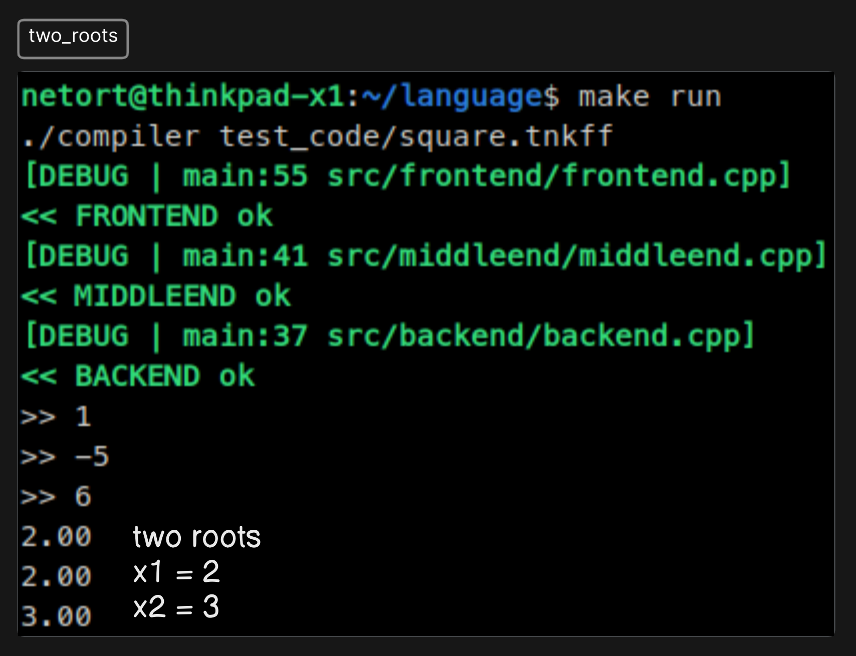 two_roots
netort@thinkpad-x1:~/language$ make run
./compiler test_code/square.tnkff
[DEBUG | main:55 src/frontend/frontend.cpp]
<< FRONTEND ok
[DEBUG | main:41 src/middleend/middleend.cpp]
<< MIDDLEEND ok
[DEBUG | main:37 src/backend/backend.cpp]
<< BACKEND ok
>> 1
>> -5
>> 6
2.00 two roots
2.00 x1 = 2
3.00 x2 = 3